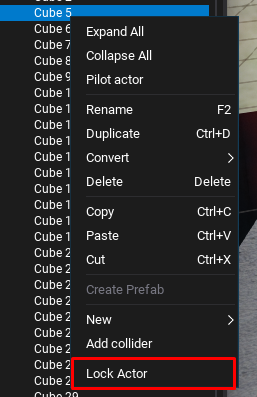 Cube 5
Cube 6
Cube 7
Cube 8
Cube 9
Cube 1
Cube 1
Cube 1
Cube 1
Cube 1
Cube 1
Cube 1
Cube 1
Cube 1
Cube 1
Cube 2
Cube 2
Cube 2
Cube 2
Cube 2
Cube 2
Cube 2
Cube 2
Cube 2
Cube 29
Expand All
Collapse All
Pilot actor
Rename F2
Duplicate Ctrl+D
Convert
Delete Delete
Copy Ctrl+C
Paste Ctrl+V
Cut Ctrl+X
Create Prefab
New
Add collider
Lock Actor